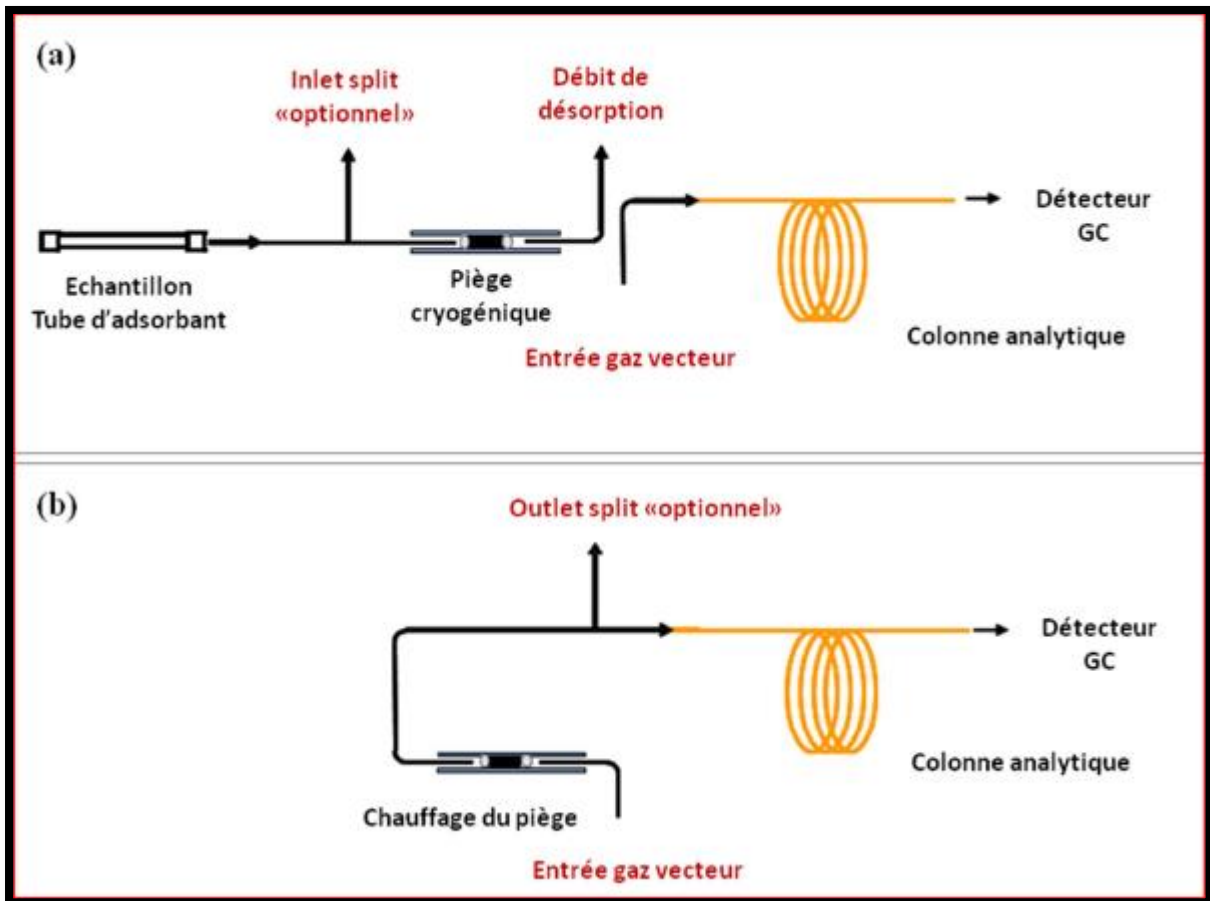 (a)
Inlet split
«optionnel»
Débit de
désorption
Détecteur
GC
Echantillon
Tube d'adsorbant
Piège
cryogénique
Entrée gaz vecteur
Colonne analytique
(b)
Outlet split «optionnel»
Détecteur
GC
Colonne analytique
Chauffage du piège
Entrée gaz vecteur